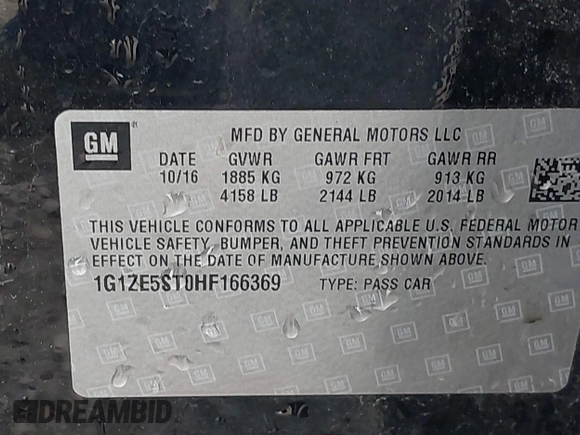 GM
MFD BY GENERAL MOTORS LLC
DATE GVWR GAWR FRT GAWR RR
10/16 1885 KG 972 KG 913 KG
4158 LB 2144 LB 2014 LB
THIS VEHICLE CONFORMS TO ALL APPLICABLE U.S. FEDERAL MOTOR
VEHICLE SAFETY, BUMPER, AND THEFT PREVENTION STANDARDS IN
EFFECT ON THE DATE OF MANUFACTURE SHOWN ABOVE.
1G1ZE5ST0HF166369 TYPE: PASS CAR
DREAMBID